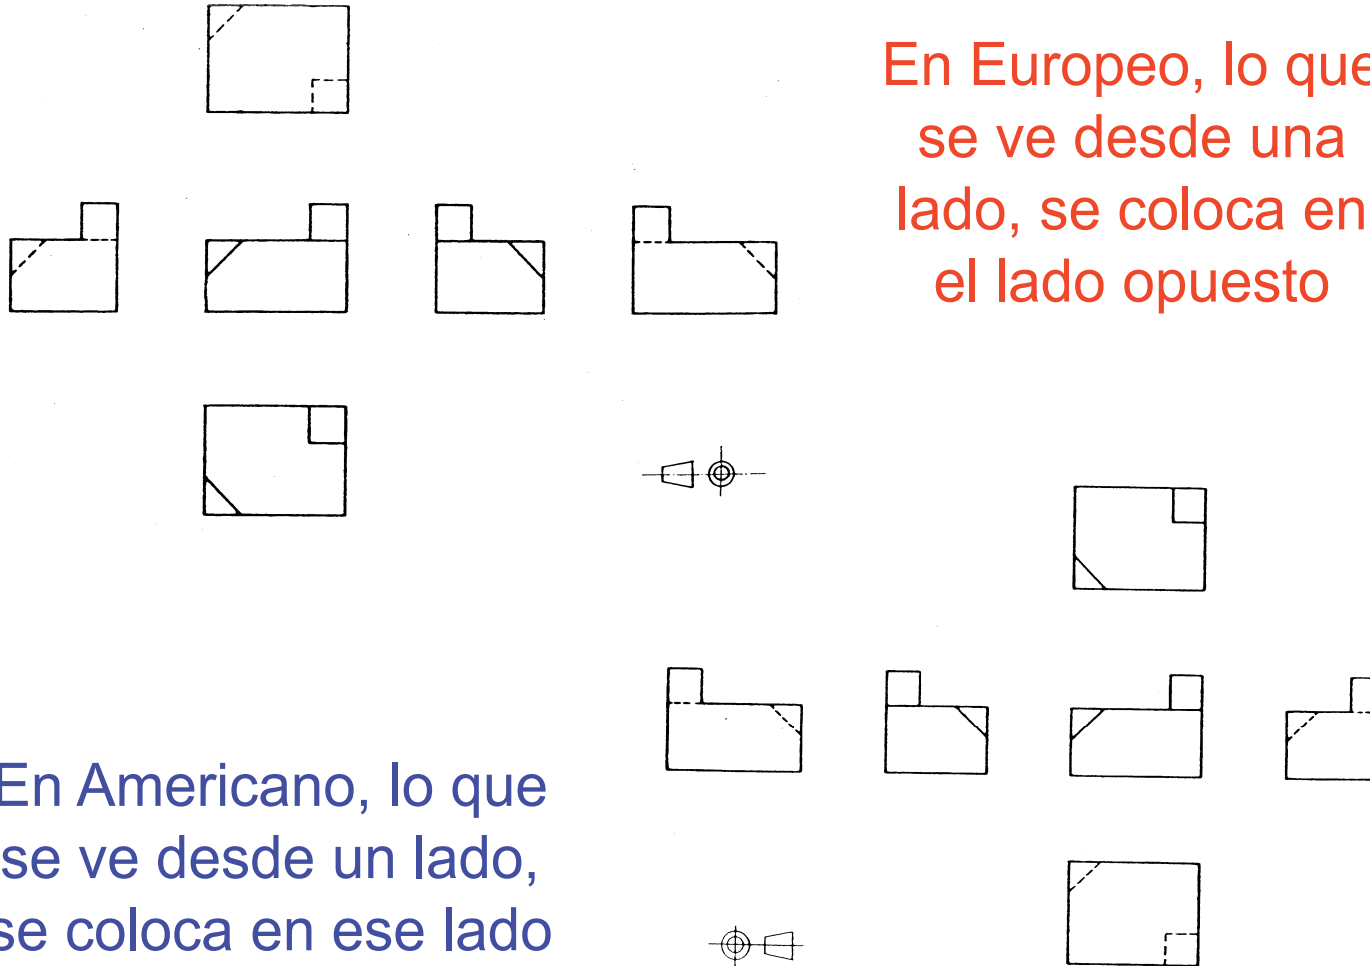 En Europeo, lo que
se ve desde una
lado, se coloca en
el lado opuesto
En Americano, lo que
se ve desde un lado,
se coloca en ese lado